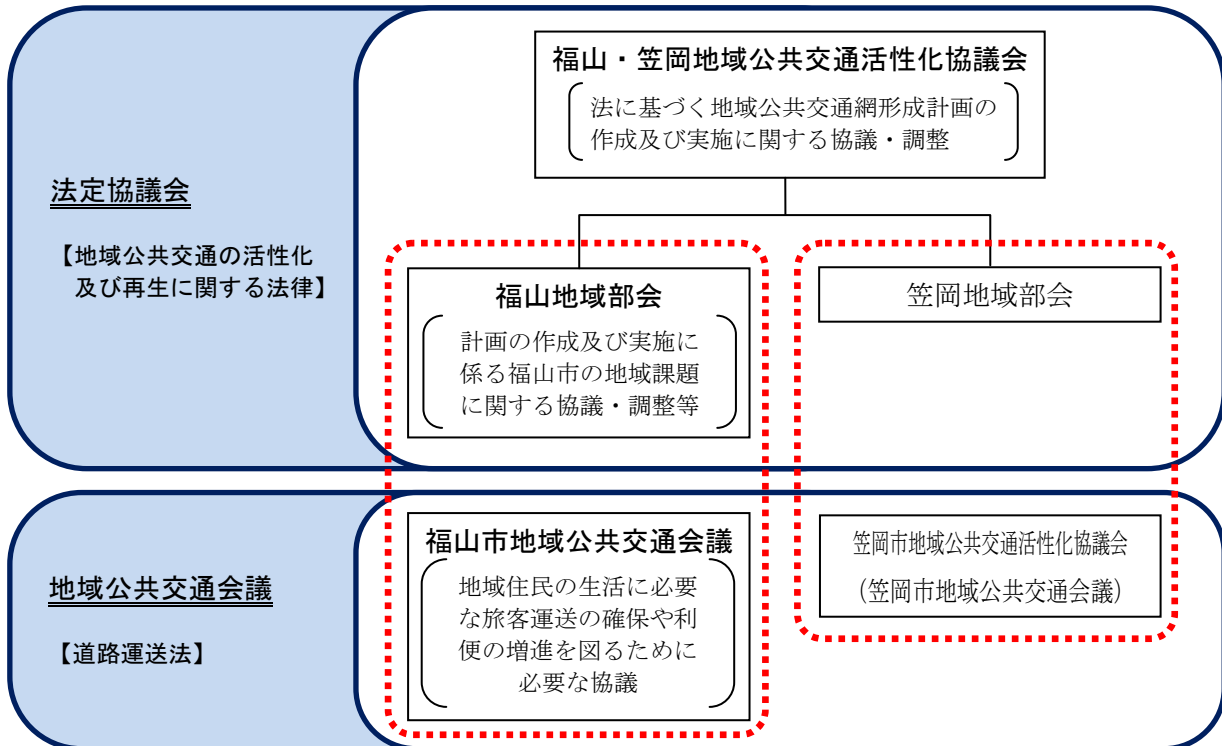 福山・笠岡地域公共交通活性化協議会
法に基づく地域公共交通網形成計画の
作成及び実施に関する協議・調整
法定協議会
【地域公共交通の活性化
及び再生に関する法律】
福山地域部会
計画の作成及び実施に
係る福山市の地域課題
に関する協議・調整等
笠岡地域部会
地域公共交通会議
【道路運送法】
福山市地域公共交通会議
地域住民の生活に必要
な旅客運送の確保や利
便の増進を図るために
必要な協議
笠岡市地域公共交通活性化協議会
(笠岡市地域公共交通会議)